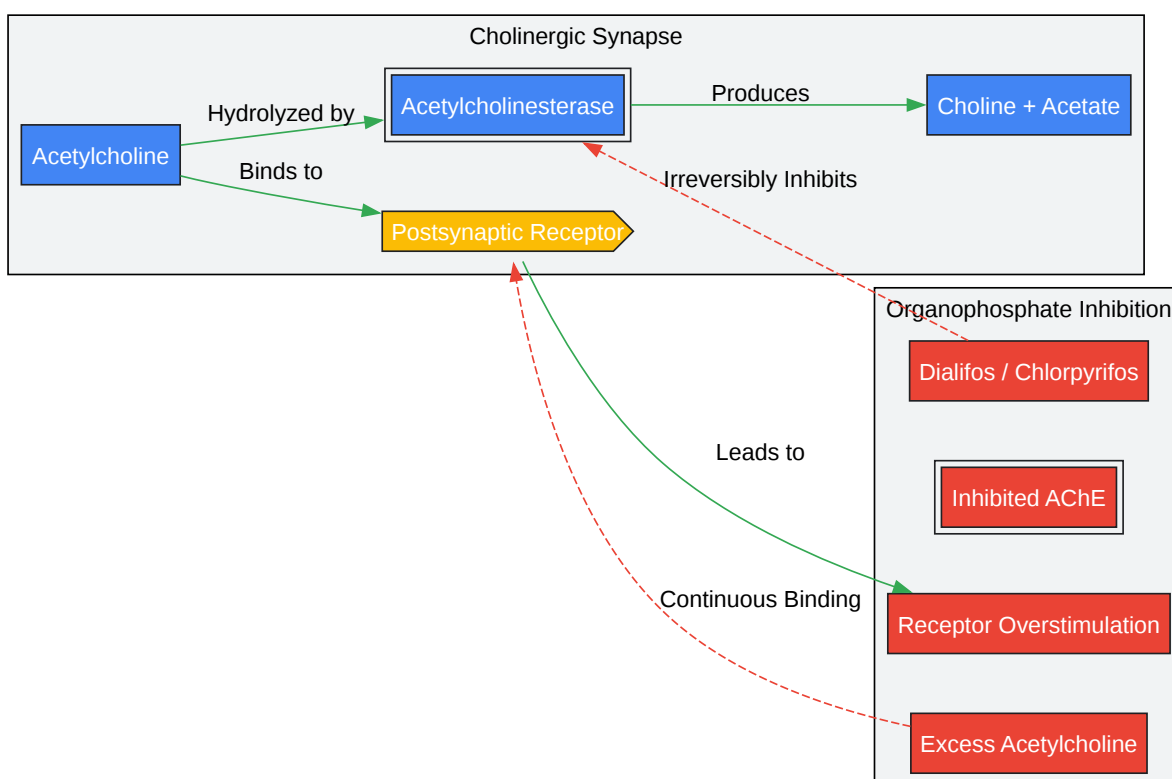 Cholinergic Synapse
Acetylcholinesterase
Produces
Choline + Acetate
Hydrolyzed by
Acetylcholine
Binds to
Irreversibly Inhibits
Postsynaptic Receptor
Organophosphate Inhibition
Dialifos / Chlorpyrifos
Leads to
Inhibited AChE
Continuous Binding
Receptor Overstimulation
Excess Acetylcholine